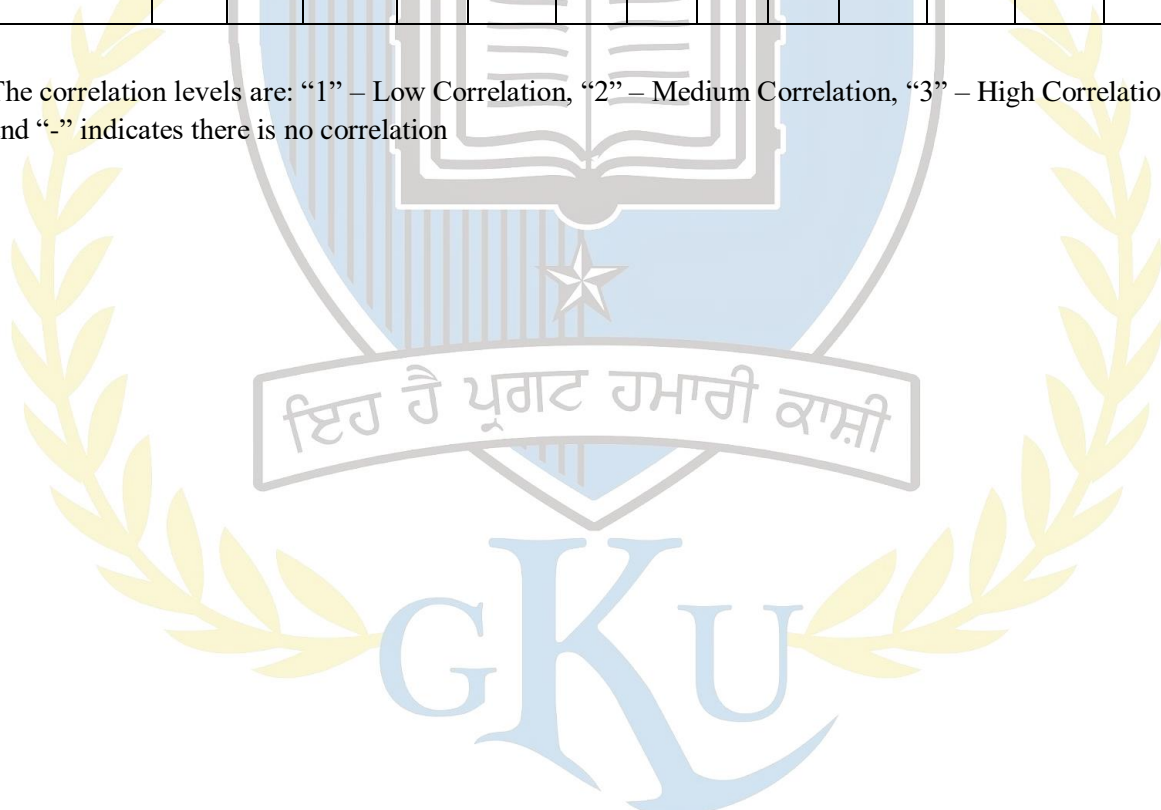 The correlation levels are: “1” – Low Correlation, “2” – Medium Correlation, “3” – High Correlatio
nd “-” indicates there is no correlation
ਇਹ ਹੈ ਪ੍ਰਗਟ ਹਮਾਰੀ ਕਾਸ਼ੀ
GKU